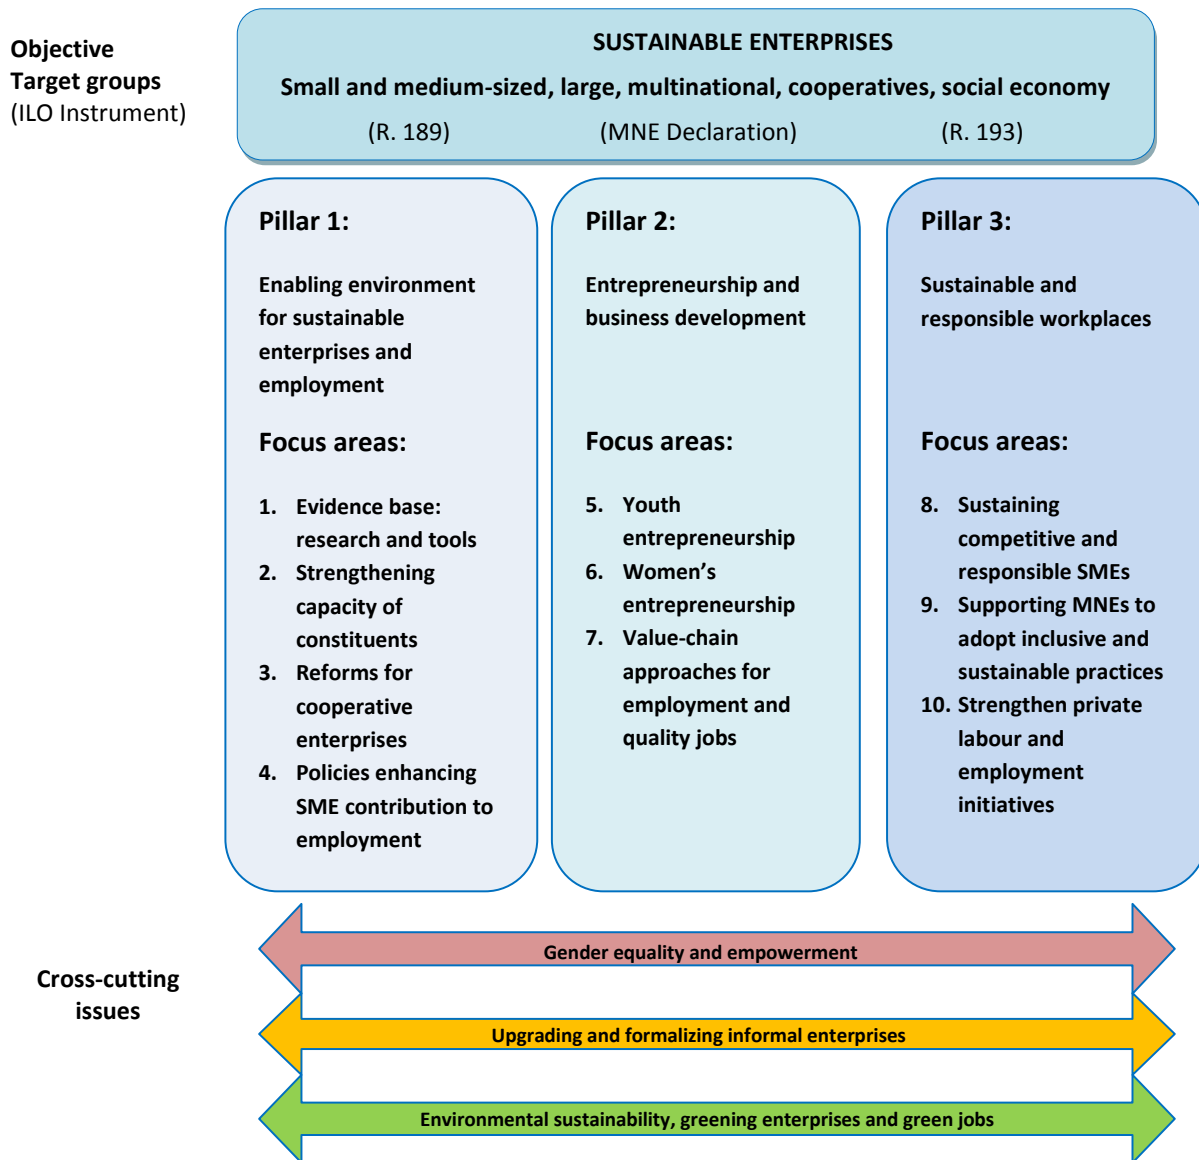 Objective
Target groups
(ILO Instrument)
SUSTAINABLE ENTERPRISES
Small and medium-sized, large, multinational, cooperatives, social economy
(R. 189) (MNE Declaration) (R. 193)
Pillar 1:
Enabling environment
for sustainable
enterprises and
employment
Focus areas:
1. Evidence base:
research and tools
2. Strengthening
capacity of
constituents
3. Reforms for
cooperative
enterprises
4. Policies enhancing
SME contribution to
employment
Pillar 2:
Entrepreneurship and
business development
Focus areas:
5. Youth
entrepreneurship
6. Women’s
entrepreneurship
7. Value-chain
approaches for
employment and
quality jobs
Pillar 3:
Sustainable and
responsible workplaces
Focus areas:
8. Sustaining
competitive and
responsible SMEs
9. Supporting MNEs to
adopt inclusive and
sustainable practices
10. Strengthen private
labour and
employment
initiatives
Cross-cutting
issues
Gender equality and empowerment
Upgrading and formalizing informal enterprises
Environmental sustainability, greening enterprises and green jobs